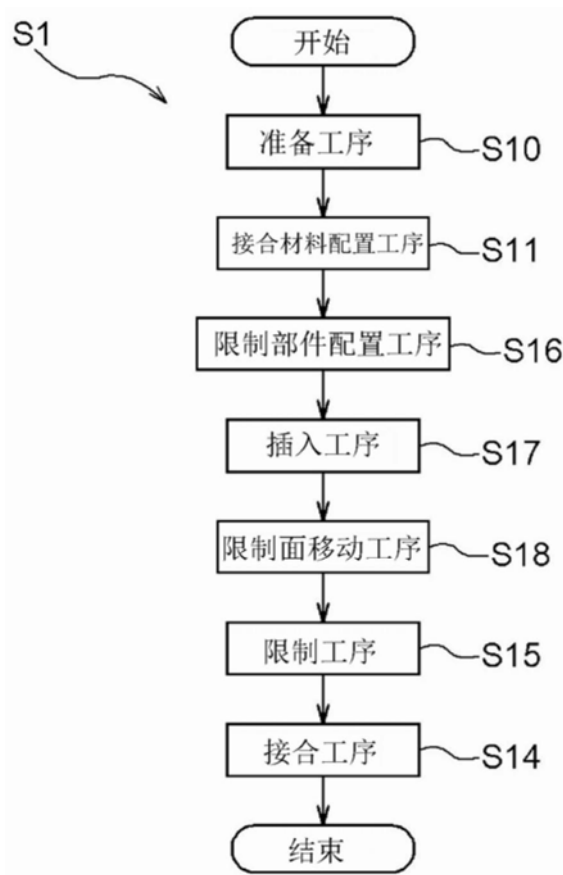 S1
开始
准备工序
S10
接合材料配置工序
S11
限制部件配置工序
S16
插入工序
S17
限制面移动工序
S18
限制工序
S15
接合工序
S14
结束